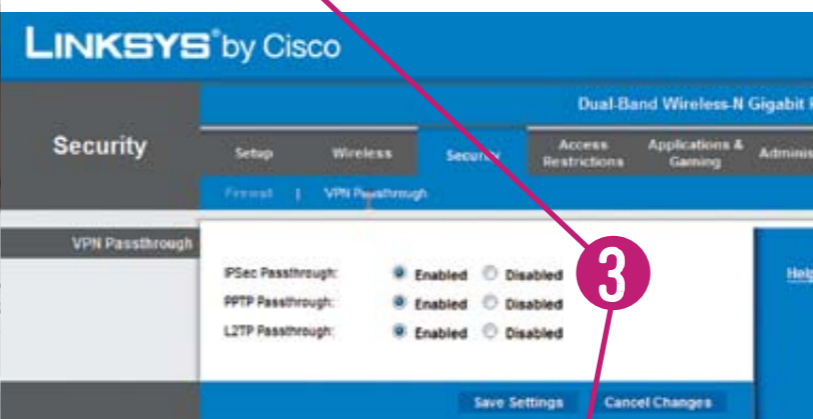 LINKSYS® by Cisco
Dual-Band Wireless-N Gigabit
Security
Setup Wireless Security Access Restrictions Applications & Gaming Adminis
Firewall | VPN Passthrough
VPN Passthrough
IPSec Passthrough: Enabled Disabled
3
Help
PPTP Passthrough: Enabled Disabled
L2TP Passthrough: Enabled Disabled
Save Settings Cancel Changes